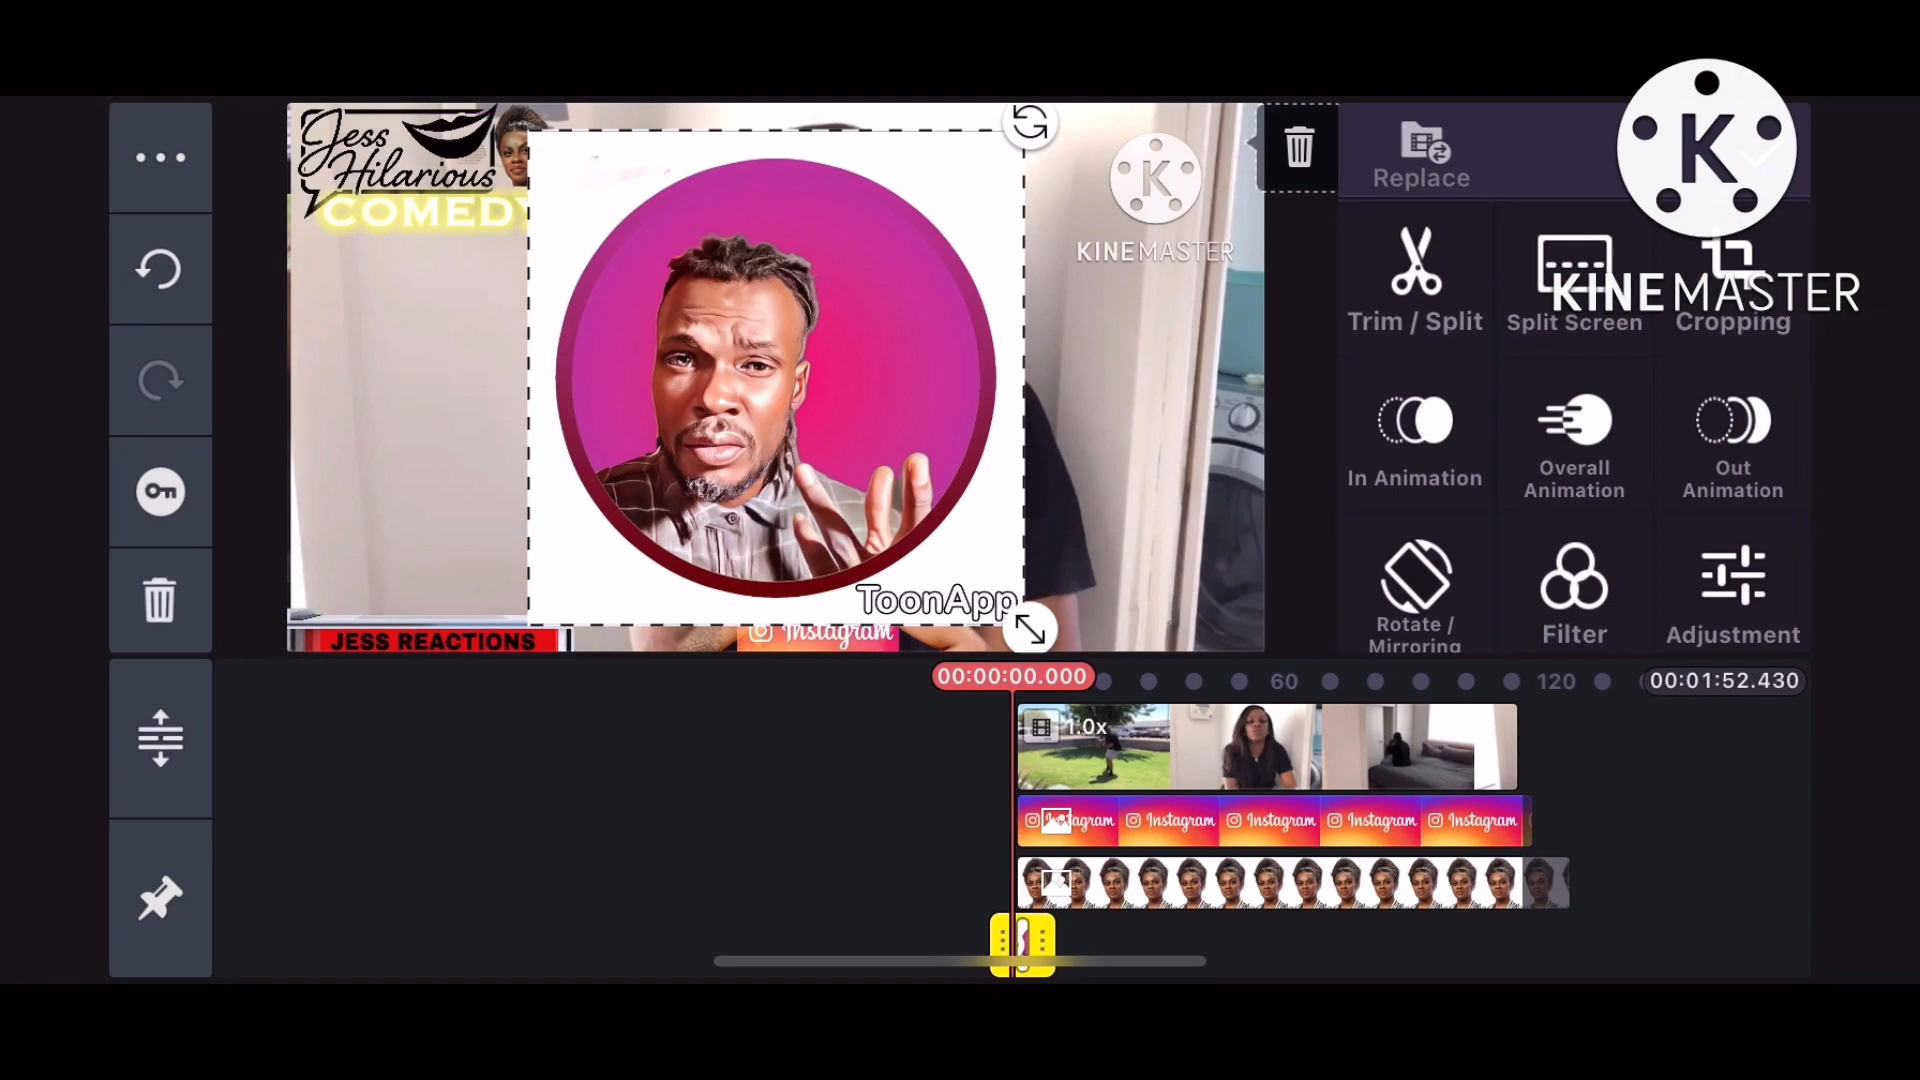 Jess
Hilarious
COMEDY
KINEMASTER
ToonApp
Instagram
JESS REACTIONS
Replace
K
KINEMASTER
Trim / Split
Split Screen
Cropping
In Animation
Overall
Animation
Out
Animation
Rotate /
Mirroring
Filter
Adjustment
00:00:00.000
60
120
00:01:52.430
1.0x
Instagram Instagram Instagram Instagram Instagram